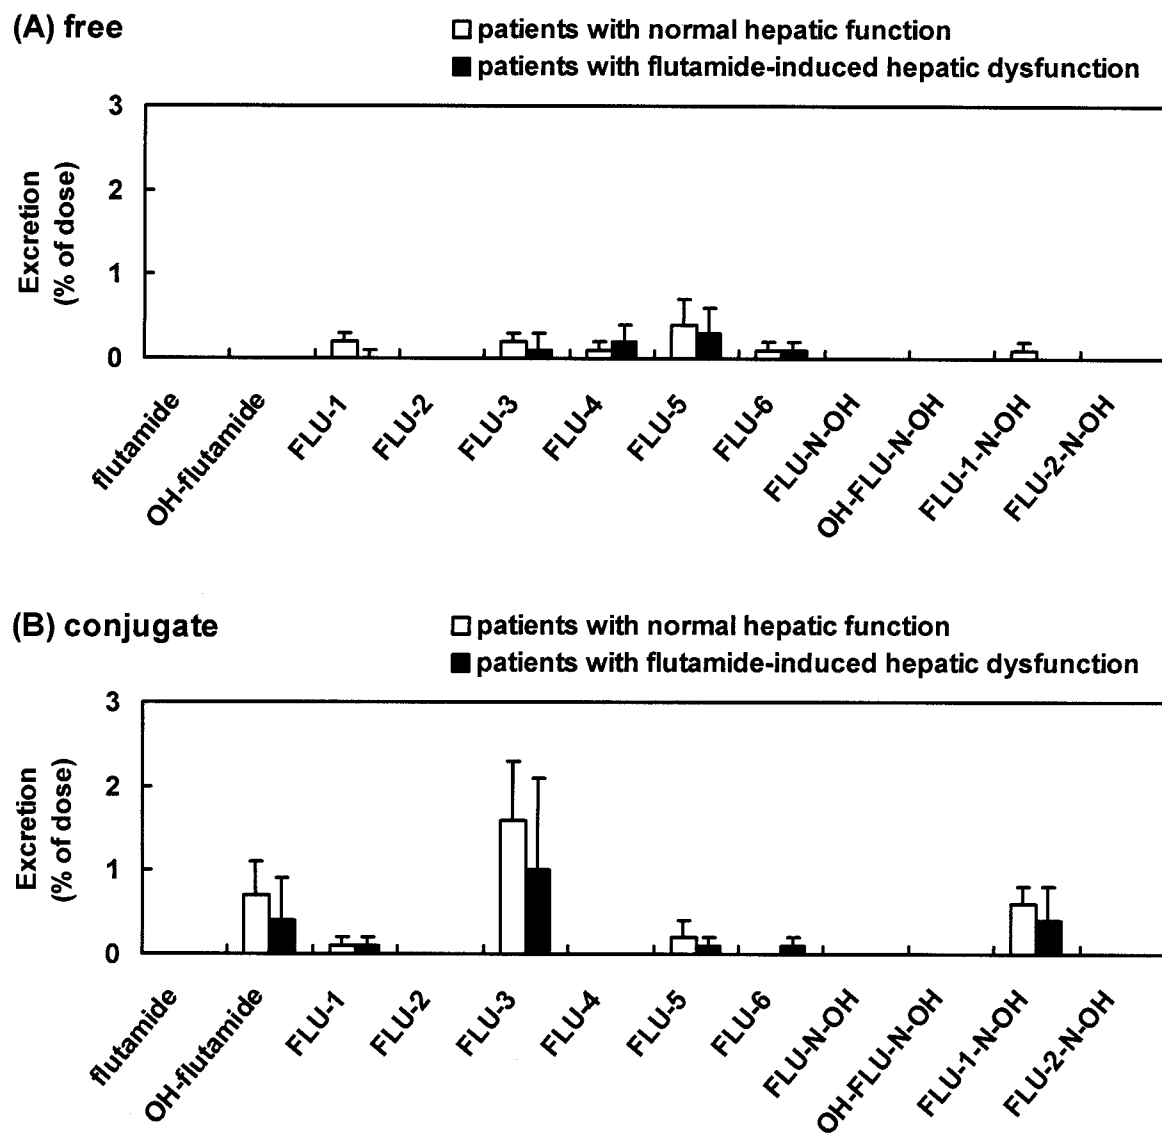 (A) free
patients with normal hepatic function
patients with flutamide-induced hepatic dysfunction
3
2
1
0
Excretion
(% of dose)
flutamide
OH-flutamide
FLU-1
FLU-2
FLU-3
FLU-4
FLU-5
FLU-6
FLU-N-OH
OH-FLU-N-OH
FLU-1-N-OH
FLU-2-N-OH
(B) conjugate
patients with normal hepatic function
patients with flutamide-induced hepatic dysfunction
3
2
1
0
Excretion
(% of dose)
flutamide
OH-flutamide
FLU-1
FLU-2
FLU-3
FLU-4
FLU-5
FLU-6
FLU-N-OH
OH-FLU-N-OH
FLU-1-N-OH
FLU-2-N-OH